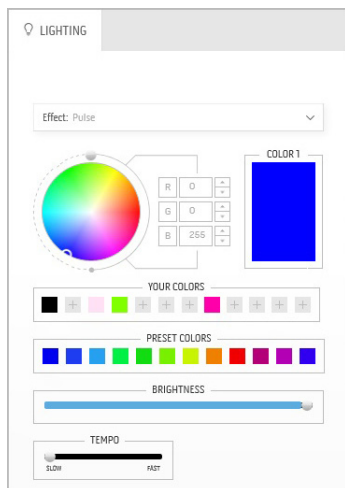 LIGHTING
Effect: Pulse
COLOR 1
R 0
G 0
B 255
YOUR COLORS
PRESET COLORS
BRIGHTNESS
TEMPO
SLOW FAST